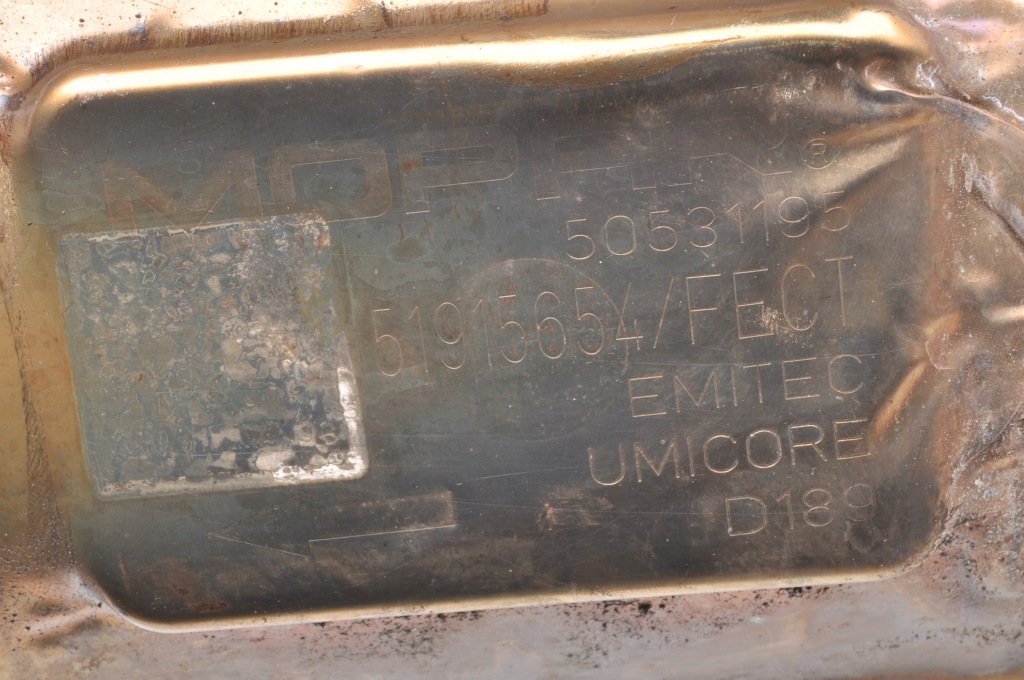 MOPAR®
50531195
51915654/FECT
EMITEC
UMICORE
D189